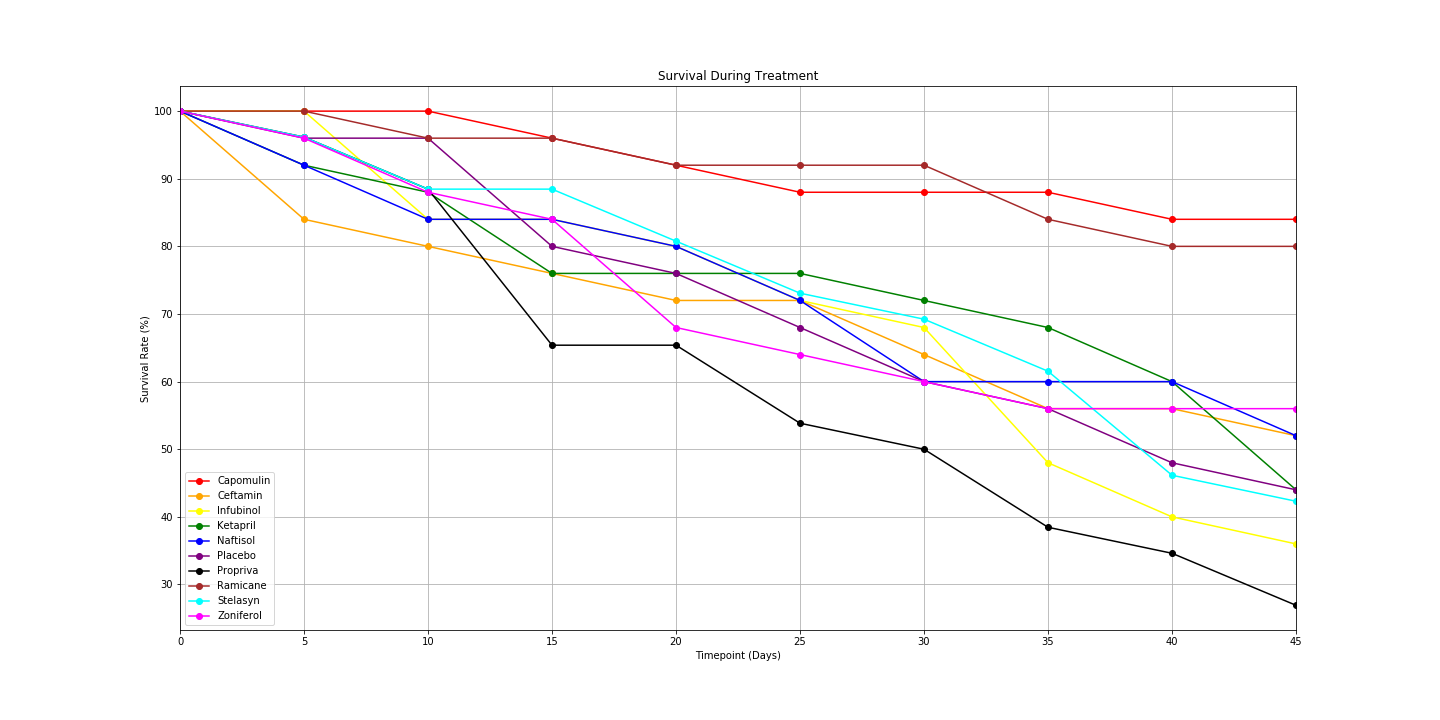 Survival During Treatment
100
90
80
70
60
50
40
30
Survival Rate (%)
Capomulin
Ceftamin
Infubinol
Ketapril
Naftisol
Placebo
Propriva
Ramicane
Stelasyn
Zoniferol
0 5 10 15 20 25 30 35 40 45
Timepoint (Days)